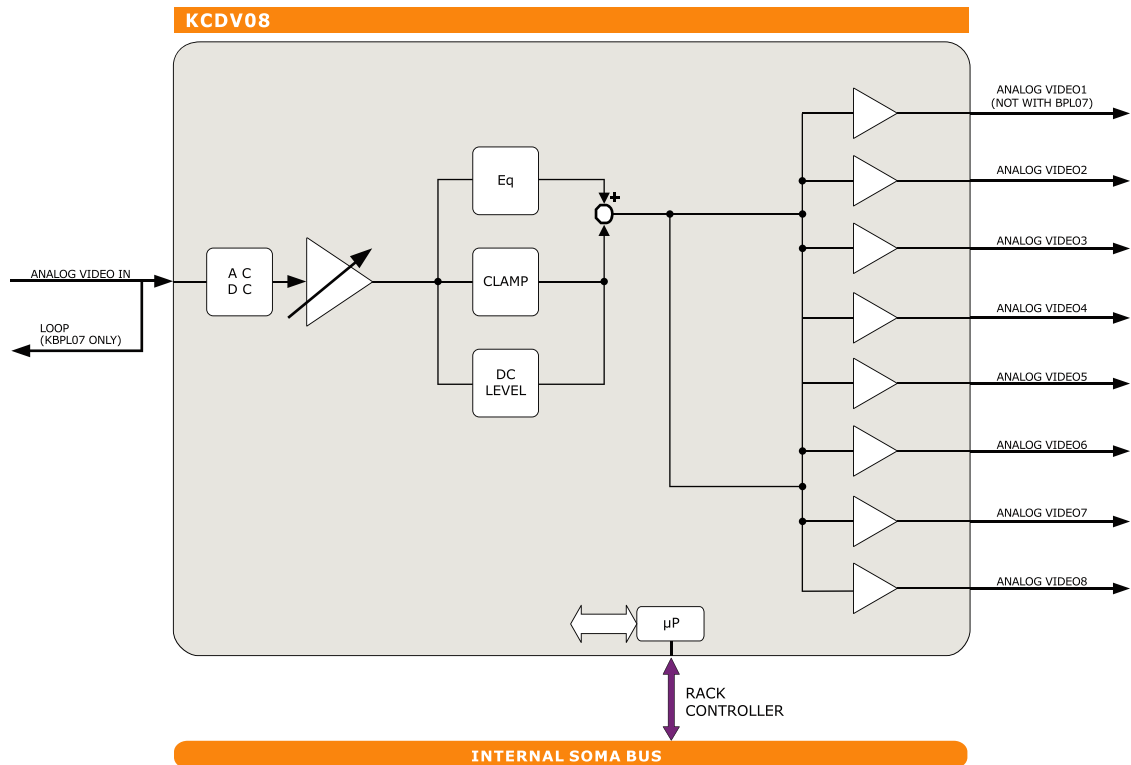 KCDV08
ANALOG VIDEO1
(NOT WITH BPL07)
ANALOG VIDEO2
Eq
+
ANALOG VIDEO3
ANALOG VIDEO IN
A C
D C
CLAMP
ANALOG VIDEO4
LOOP
(KBPL07 ONLY)
DC
LEVEL
ANALOG VIDEO5
ANALOG VIDEO6
ANALOG VIDEO7
ANALOG VIDEO8
µP
RACK
CONTROLLER
INTERNAL SOMA BUS